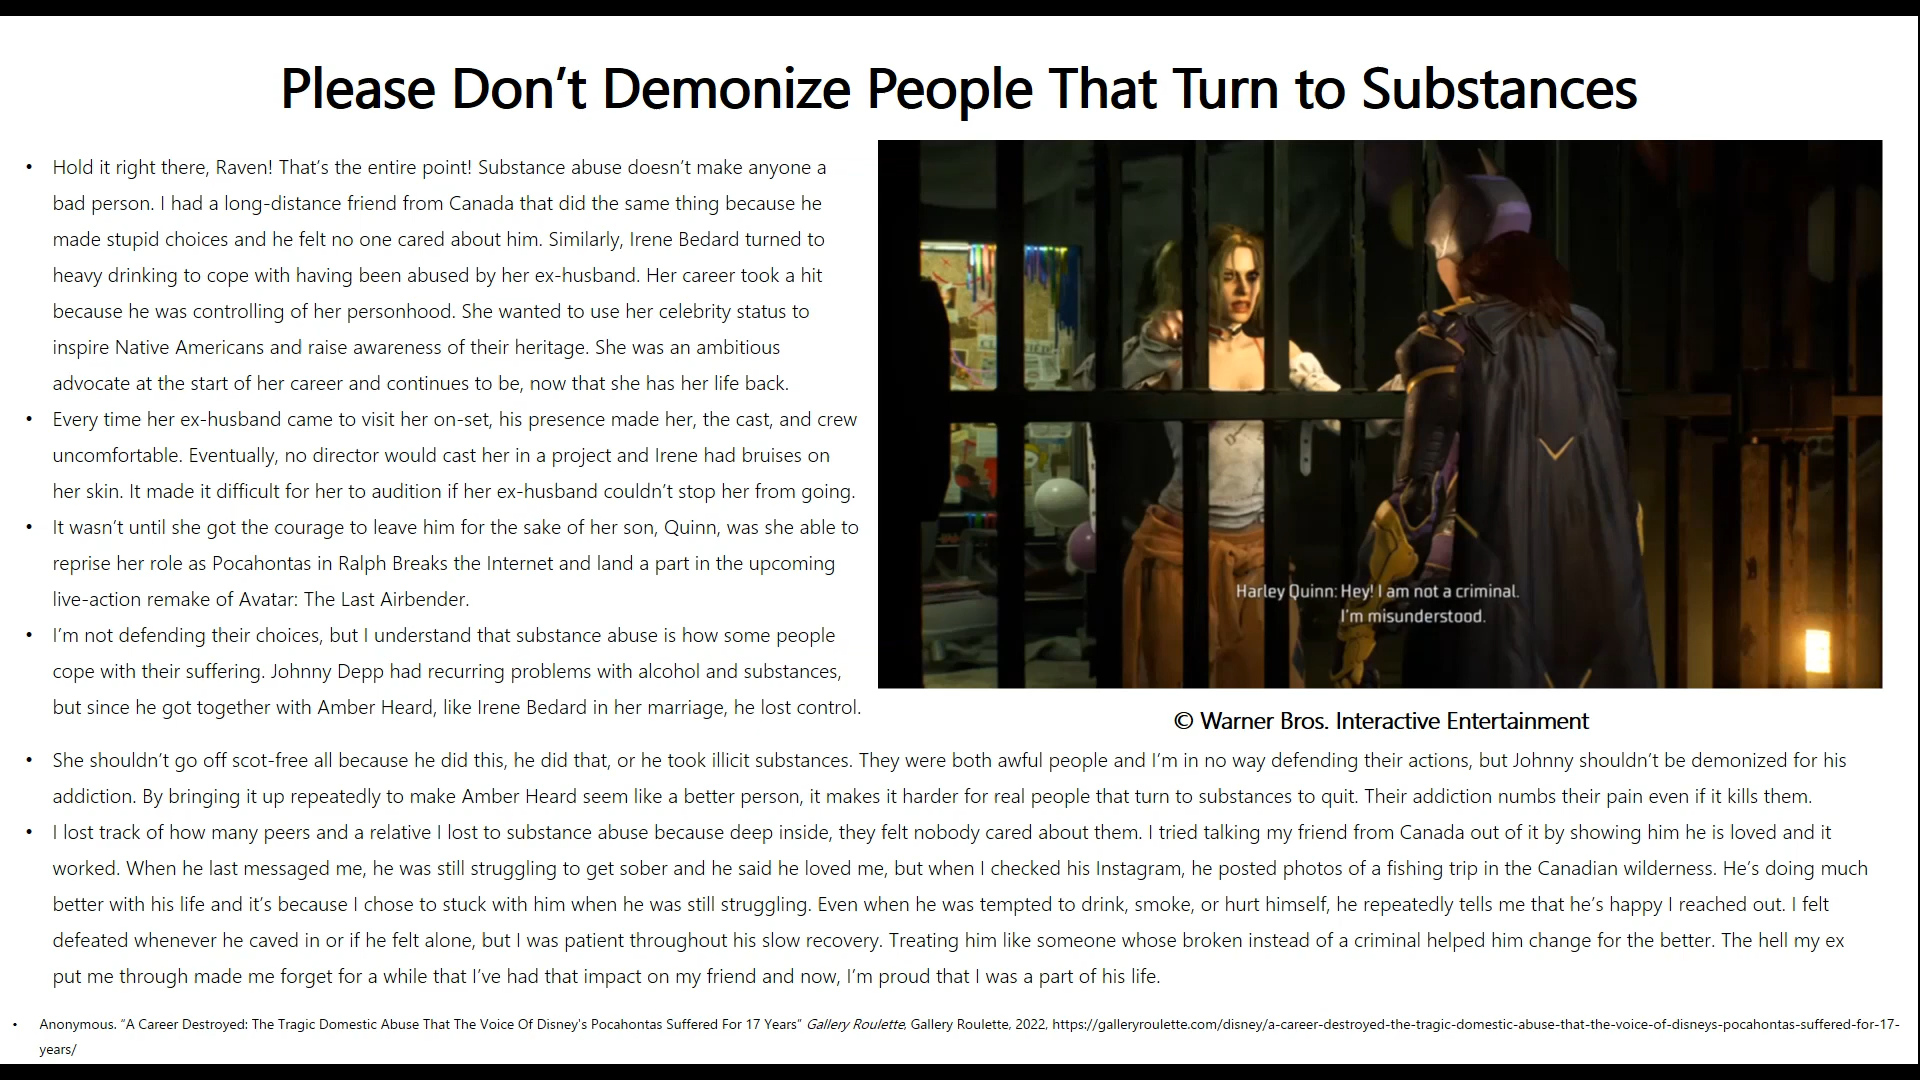 Please Don’t Demonize People That Turn to Substances
• Hold it right there, Raven! That’s the entire point! Substance abuse doesn’t make anyone a
bad person. I had a long-distance friend from Canada that did the same thing because he
made stupid choices and he felt no one cared about him. Similarly, Irene Bedard turned to
heavy drinking to cope with having been abused by her ex-husband. Her career took a hit
because he was controlling of her personhood. She wanted to use her celebrity status to
inspire Native Americans and raise awareness of their heritage. She was an ambitious
advocate at the start of her career and continues to be, now that she has her life back.
• Every time her ex-husband came to visit her on-set, his presence made her, the cast, and crew
uncomfortable. Eventually, no director would cast her in a project and Irene had bruises on
her skin. It made it difficult for her to audition if her ex-husband couldn’t stop her from going.
• It wasn’t until she got the courage to leave him for the sake of her son, Quinn, was she able to
reprise her role as Pocahontas in Ralph Breaks the Internet and land a part in the upcoming
live-action remake of Avatar: The Last Airbender.
• I’m not defending their choices, but I understand that substance abuse is how some people
cope with their suffering. Johnny Depp had recurring problems with alcohol and substances,
but since he got together with Amber Heard, like Irene Bedard in her marriage, he lost control.
Harley Quinn: Hey! I am not a criminal.
I’m misunderstood.
© Warner Bros. Interactive Entertainment
• She shouldn’t go off scot-free all because he did this, he did that, or he took illicit substances. They were both awful people and I’m in no way defending their actions, but Johnny shouldn’t be demonized for his
addiction. By bringing it up repeatedly to make Amber Heard seem like a better person, it makes it harder for real people that turn to substances to quit. Their addiction numbs their pain even if it kills them.
• I lost track of how many peers and a relative I lost to substance abuse because deep inside, they felt nobody cared about them. I tried talking my friend from Canada out of it by showing him he is loved and it
worked. When he last messaged me, he was still struggling to get sober and he said he loved me, but when I checked his Instagram, he posted photos of a fishing trip in the Canadian wilderness. He’s doing much
better with his life and it’s because I chose to stuck with him when he was still struggling. Even when he was tempted to drink, smoke, or hurt himself, he repeatedly tells me that he’s happy I reached out. I felt
defeated whenever he caved in or if he felt alone, but I was patient throughout his slow recovery. Treating him like someone whose broken instead of a criminal helped him change for the better. The hell my ex
put me through made me forget for a while that I’ve had that impact on my friend and now, I’m proud that I was a part of his life.
• Anonymous. “A Career Destroyed: The Tragic Domestic Abuse That The Voice Of Disney's Pocahontas Suffered For 17 Years” Gallery Roulette, Gallery Roulette, 2022, https://galleryroulette.com/disney/a-career-destroyed-the-tragic-domestic-abuse-that-the-voice-of-disneys-pocahontas-suffered-for-17-
years/